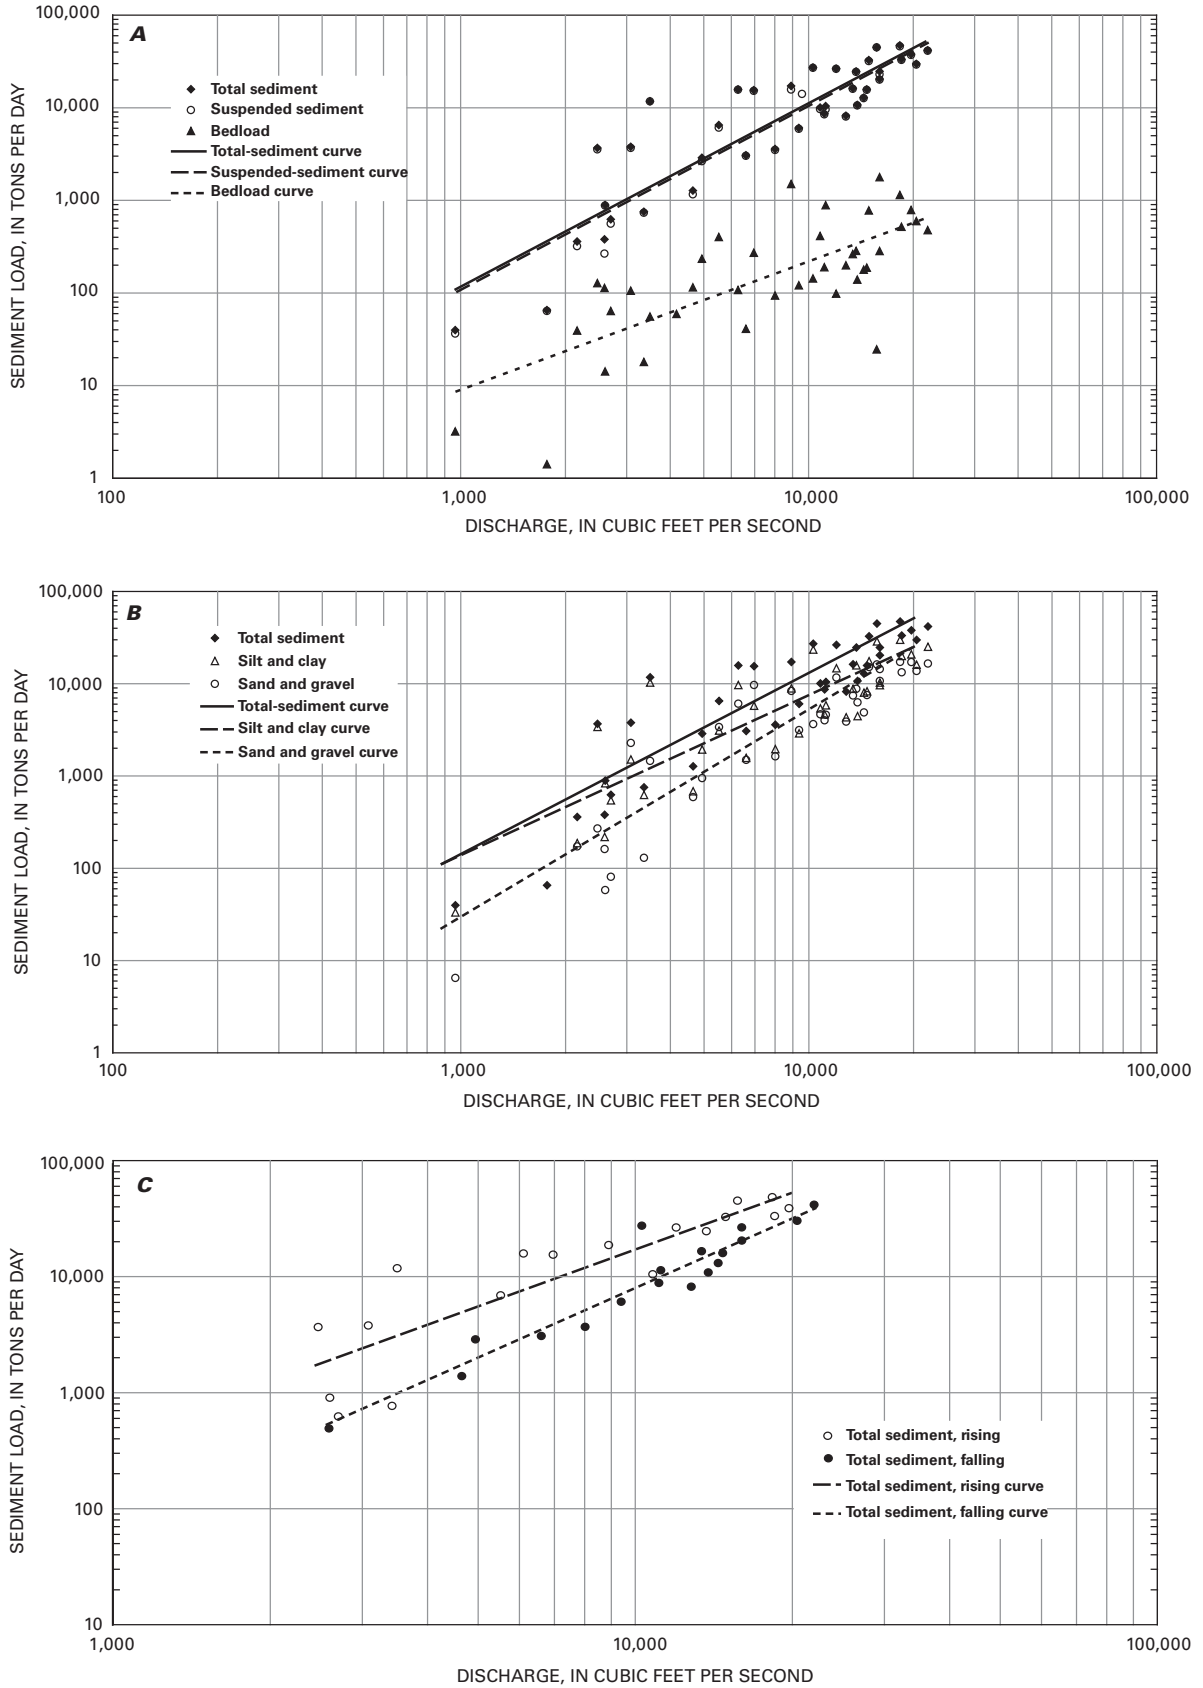 100,000
A
10,000
1,000
100
10
1
SEDIMENT LOAD, IN TONS PER DAY
Total sediment
Suspended sediment
Bedload
Total-sediment curve
Suspended-sediment curve
Bedload curve
100
1,000
10,000
100,000
DISCHARGE, IN CUBIC FEET PER SECOND
100,000
B
10,000
1,000
100
10
1
SEDIMENT LOAD, IN TONS PER DAY
Total sediment
Silt and clay
Sand and gravel
Total-sediment curve
Silt and clay curve
Sand and gravel curve
100
1,000
10,000
100,000
DISCHARGE, IN CUBIC FEET PER SECOND
100,000
C
10,000
1,000
100
10
SEDIMENT LOAD, IN TONS PER DAY
Total sediment, rising
Total sediment, falling
Total sediment, rising curve
Total sediment, falling curve
1,000
10,000
100,000
DISCHARGE, IN CUBIC FEET PER SECOND